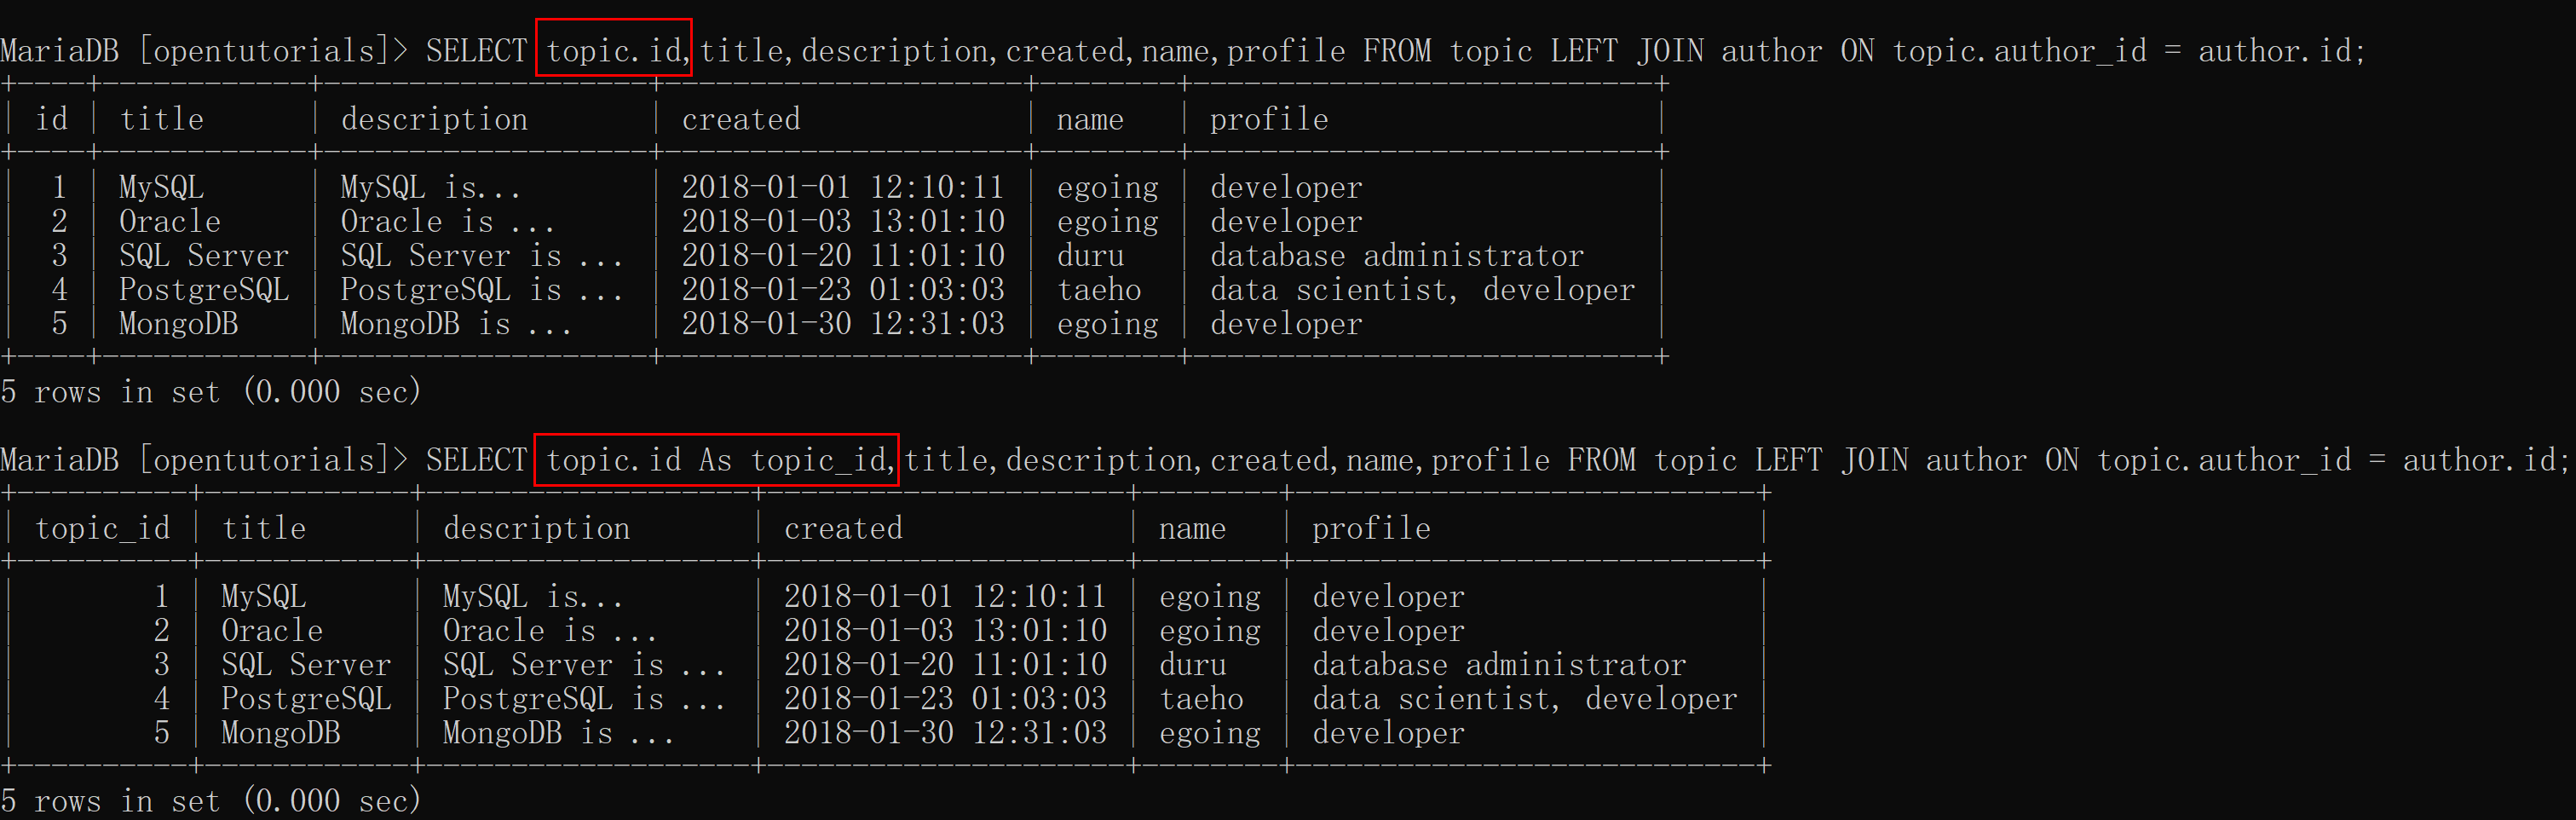 MariaDB [opentutorials]> SELECT topic.id,title,description,created,name,profile FROM topic LEFT JOIN author ON topic.author_id = author.id;
+----+------------+-------------------+---------------------+--------+---------------------------+
| id | title      | description       | created             | name   | profile                   |
+----+------------+-------------------+---------------------+--------+---------------------------+
|  1 | MySQL      | MySQL is...       | 2018-01-01 12:10:11 | egoing | developer                 |
|  2 | Oracle     | Oracle is ...     | 2018-01-03 13:01:10 | egoing | developer                 |
|  3 | SQL Server | SQL Server is ... | 2018-01-20 11:01:10 | duru   | database administrator    |
|  4 | PostgreSQL | PostgreSQL is ... | 2018-01-23 01:03:03 | taeho  | data scientist, developer |
|  5 | MongoDB    | MongoDB is ...    | 2018-01-30 12:31:03 | egoing | developer                 |
+----+------------+-------------------+---------------------+--------+---------------------------+
5 rows in set (0.000 sec)
MariaDB [opentutorials]> SELECT topic.id As topic_id,title,description,created,name,profile FROM topic LEFT JOIN author ON topic.author_id = author.id;
+----------+------------+-------------------+---------------------+--------+---------------------------+
| topic_id | title      | description       | created             | name   | profile                   |
+----------+------------+-------------------+---------------------+--------+---------------------------+
|        1 | MySQL      | MySQL is...       | 2018-01-01 12:10:11 | egoing | developer                 |
|        2 | Oracle     | Oracle is ...     | 2018-01-03 13:01:10 | egoing | developer                 |
|        3 | SQL Server | SQL Server is ... | 2018-01-20 11:01:10 | duru   | database administrator    |
|        4 | PostgreSQL | PostgreSQL is ... | 2018-01-23 01:03:03 | taeho  | data scientist, developer |
|        5 | MongoDB    | MongoDB is ...    | 2018-01-30 12:31:03 | egoing | developer                 |
+----------+------------+-------------------+---------------------+--------+---------------------------+
5 rows in set (0.000 sec)